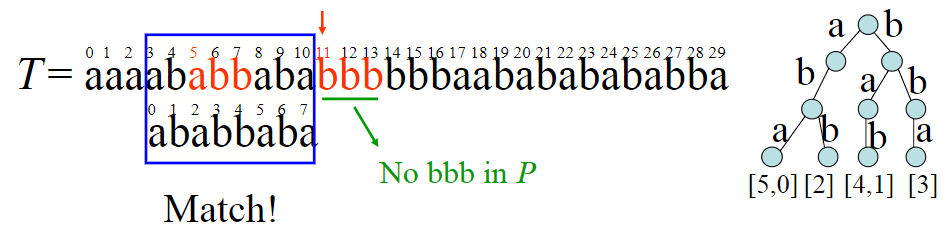 0 1 2 3 4 5 6 7 8 9 10 11 12 13 14 15 16 17 18 19 20 21 22 23 24 25 26 27 28 29
T= aaaababbababbbbbbaabababababba
0 1 2 3 4 5 6 7
ababbaba
No bbb in P
Match!
a b
b a b
a b b a
[5,0] [2] [4,1] [3]